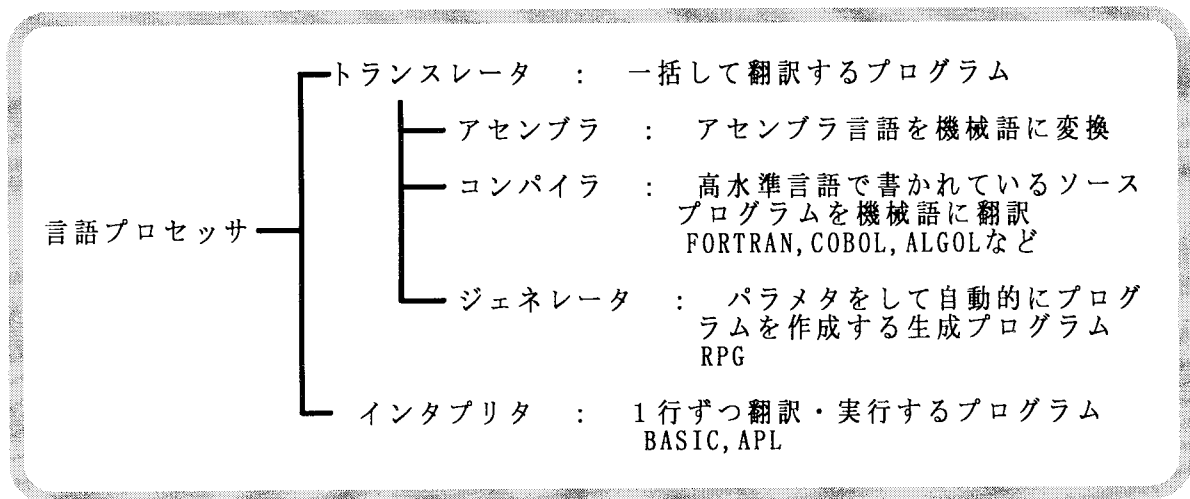 トランスレータ : 一括して翻訳するプログラム
アセンブラ : アセンブラ言語を機械語に変換
コンパイラ : 高水準言語で書かれているソース
プログラムを機械語に翻訳
言語プロセッサ
FORTRAN,COBOL,ALGOLなど
ジェネレータ : パラメタをして自動的にプログ
ラムを作成する生成プログラム
RPG
インタプリタ : 1行ずつ翻訳・実行するプログラム
BASIC,APL